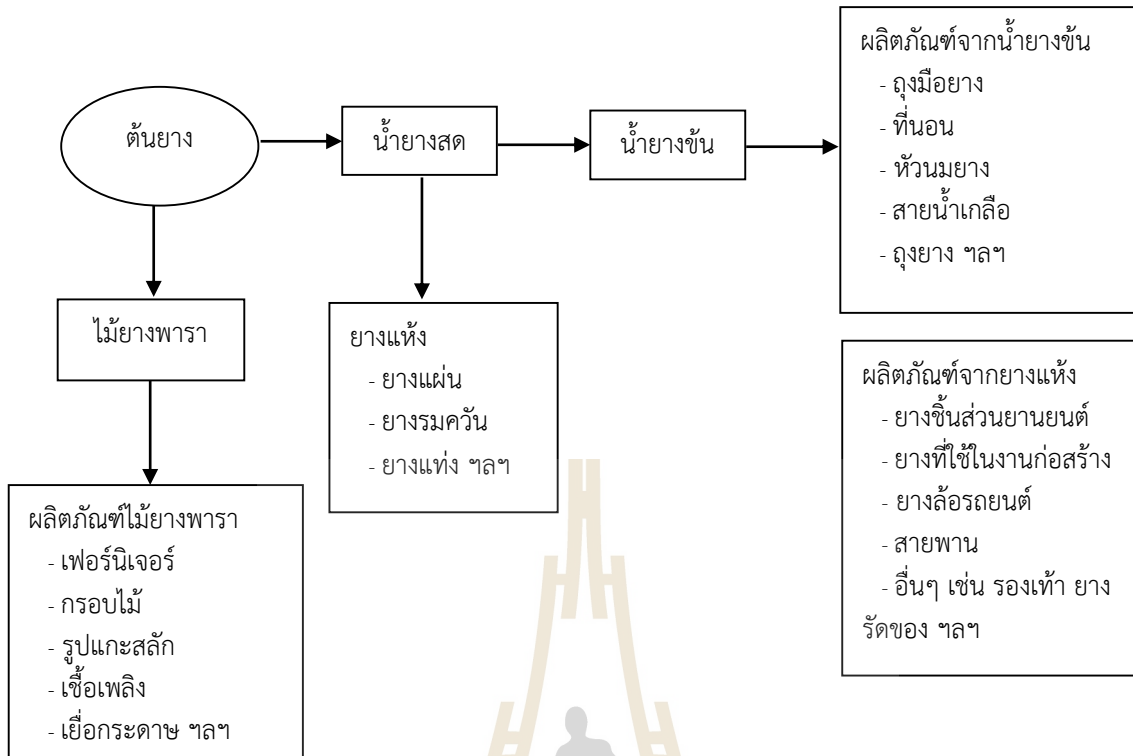 ต้นยาง
น้ำยางสด
น้ำยางข้น
ผลิตภัณฑ์จากน้ำยางข้น
- ถุงมือยาง
- ที่นอน
- หัวนมยาง
- สายน้ำเกลือ
- ถุงยาง ฯลฯ
ไม้ยางพารา
ยางแห้ง
- ยางแผ่น
- ยางรมควัน
- ยางแท่ง ฯลฯ
ผลิตภัณฑ์จากยางแห้ง
- ยางชิ้นส่วนยานยนต์
- ยางที่ใช้ในงานก่อสร้าง
- ยางล้อรถยนต์
- สายพาน
- อื่นๆ เช่น รองเท้า ยาง
รัดของ ฯลฯ
ผลิตภัณฑ์ไม้ยางพารา
- เฟอร์นิเจอร์
- กรอบไม้
- รูปแกะสลัก
- เชื้อเพลิง
- เยื่อกระดาษ ฯลฯ